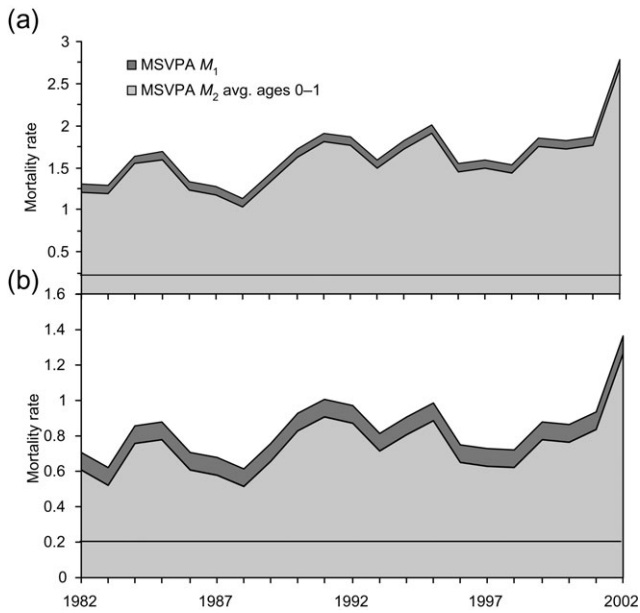 (a)
3
2.5
2
1.5
1
0.5
Mortality rate
MSVPA M1
MSVPA M2 avg. ages 0–1
(b)
1.6
1.4
1.2
1
0.8
0.6
0.4
0.2
0
Mortality rate
1982 1987 1992 1997 2002